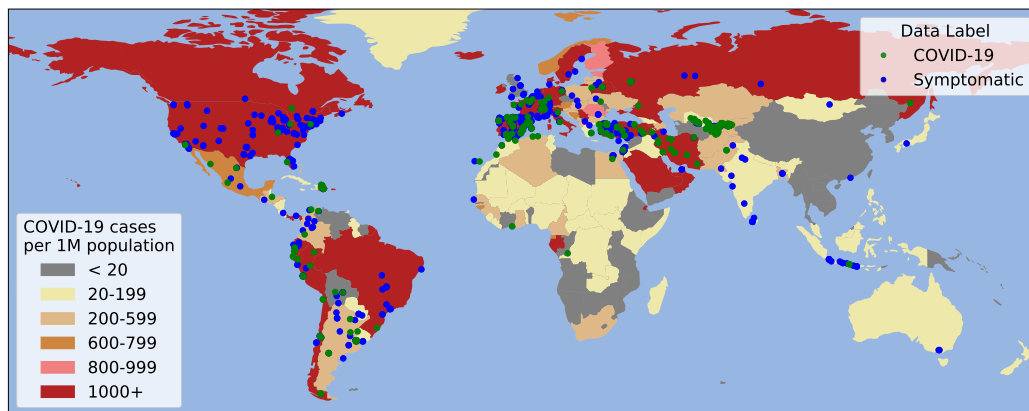 Data Label
COVID-19
Symptomatic
COVID-19 cases
per 1M population
< 20
20-199
200-599
600-799
800-999
1000+